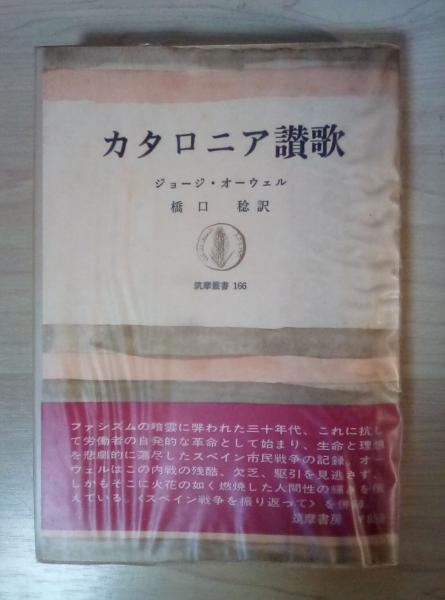 カタロニア讃歌
ジョージ・オーウェル
橋口 稔訳
筑摩叢書 166
ファシズムの暗雲に弊われた三十年代、これに抗し
て労働者の自発的な革命として始まり、生命と理想
を悲劇的に蕩尽したスペイン市民戦争の記録。オー
ウェルはこの内戦の残酷、欠乏、駆引を見逃さず、
しかもそこに火花の如く燃焼した人間性の輝きを伝
えている。〈スペイン戦争を振り返って〉を併録。
筑摩書房